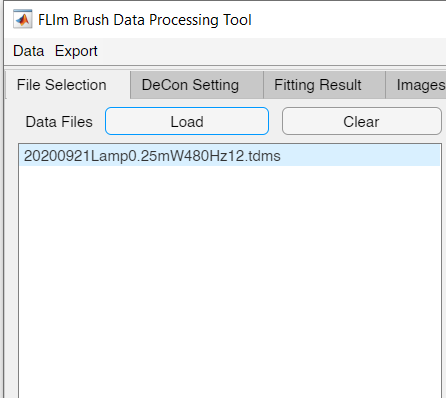 FLIm Brush Data Processing Tool
Data Export
File Selection DeCon Setting Fitting Result Images
Data Files Load Clear
20200921Lamp0.25mW480Hz12.tdms